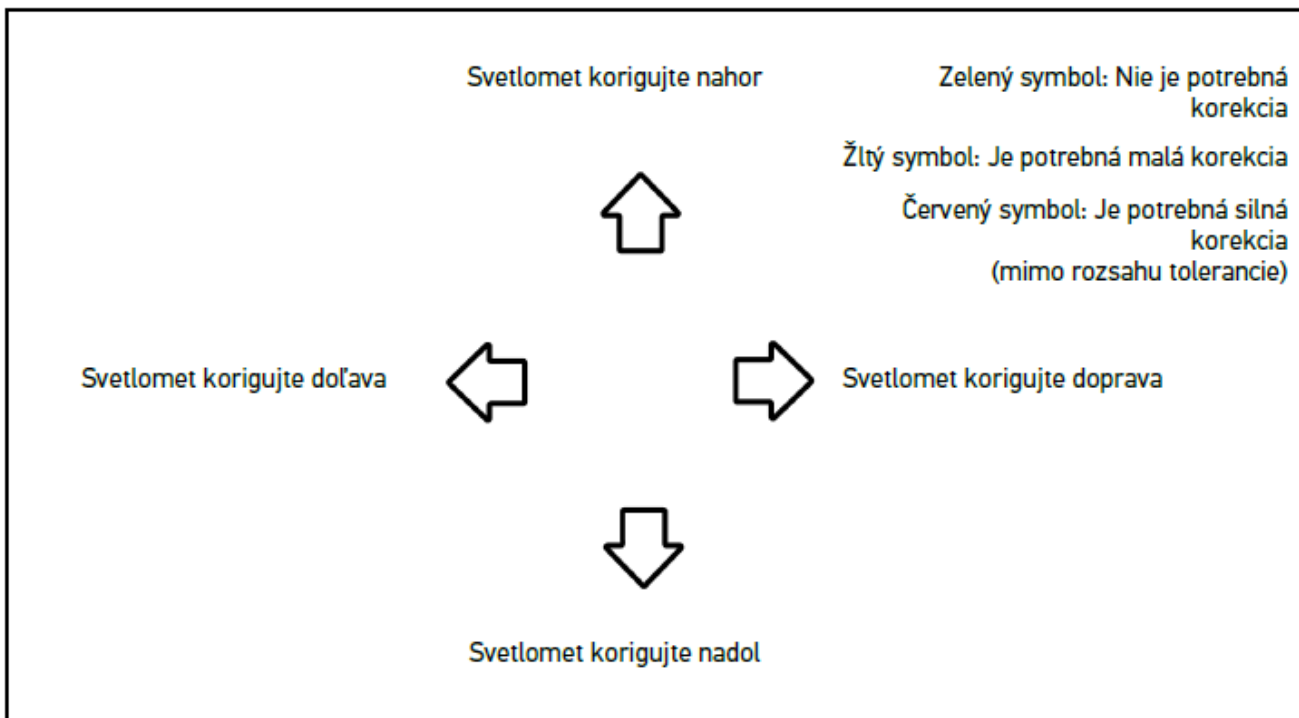 Svetlomet korigujte nahor
Zelený symbol: Nie je potrebná
korekcia
Žltý symbol: Je potrebná malá korekcia
Červený symbol: Je potrebná silná
korekcia
(mimo rozsahu tolerancie)
Svetlomet korigujte doľava
Svetlomet korigujte doprava
Svetlomet korigujte nadol